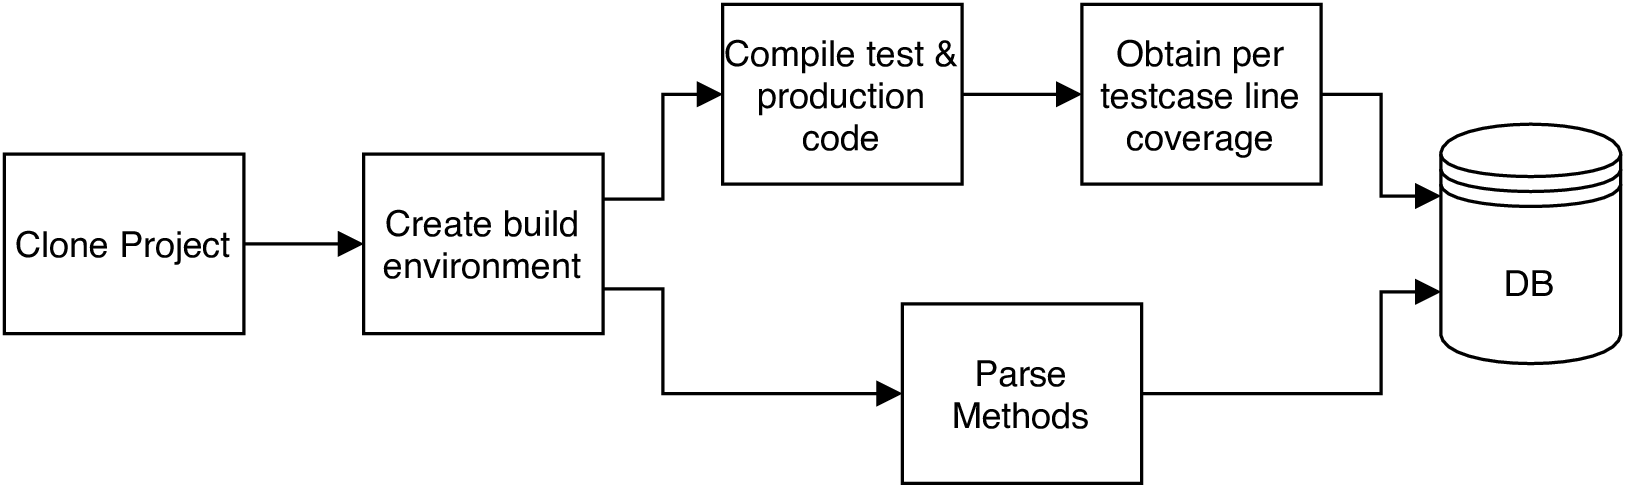 Clone Project
Create build
environment
Compile test &
production
code
Obtain per
testcase line
coverage
Parse
Methods
DB